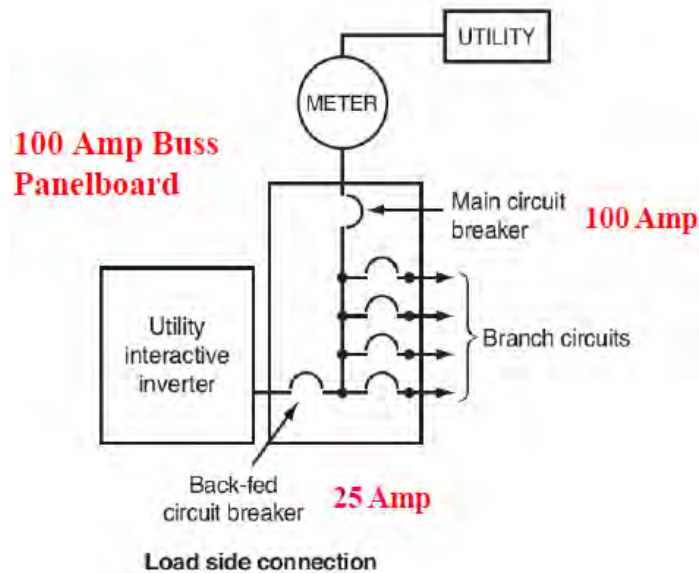 UTILITY
METER
100 Amp Buss
Panelboard
Main circuit
breaker
100 Amp
Utility
interactive
inverter
Branch circuits
Back-fed
circuit breaker
25 Amp
Load side connection